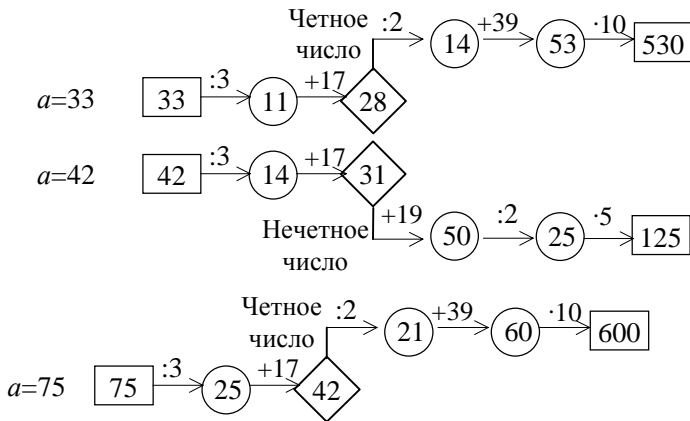 Четное :2 +39 ·10
число 14 53 530
a=33 33 :3 11 +17 28
a=42 42 :3 14 +17 31
Нечетное +19 50 :2 25 ·5 125
число
Четное :2 21 +39 60 ·10 600
число
a=75 75 :3 25 +17 42